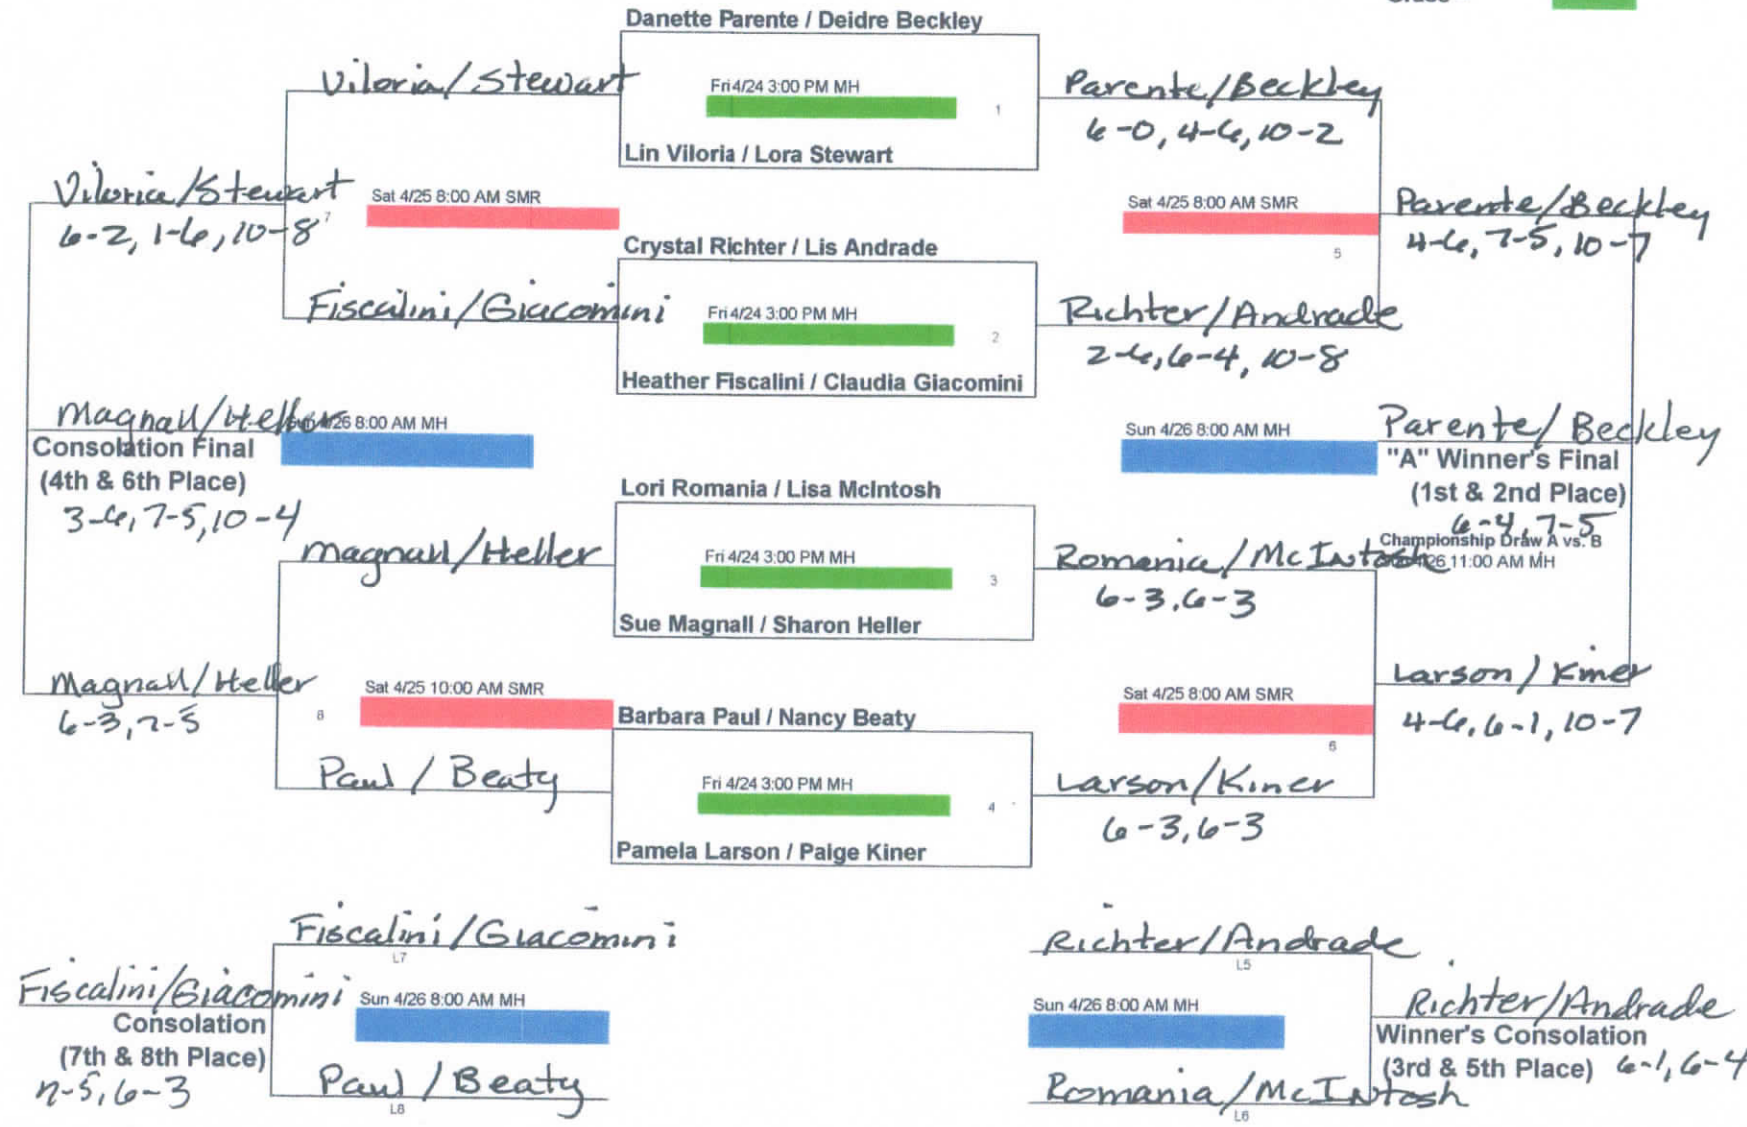 Danette Parente / Deidre Beckley
Viloria/Stewart
Fri 4/24 3:00 PM MH
1
Parente/Beckley
6-0, 4-6, 10-2
Lin Viloria / Lora Stewart
Viloria/Stewart
6-2, 1-6, 10-8
7
Sat 4/25 8:00 AM SMR
Sat 4/25 8:00 AM SMR
5
Parente/Beckley
4-6, 7-5, 10-7
Crystal Richter / Lis Andrade
Fiscalini/Giacomini
Fri 4/24 3:00 PM MH
2
Richter/Andrade
2-6, 6-4, 10-8
Heather Fiscalini / Claudia Giacomini
Magnall/Heller
26 8:00 AM MH
Consolation Final
(4th & 6th Place)
3-6, 7-5, 10-4
Sun 4/26 8:00 AM MH
Parente/Beckley
"A" Winner's Final
(1st & 2nd Place)
6-4, 7-5
Championship Draw A vs. B
26 11:00 AM MH
Lori Romania / Lisa McIntosh
Magnall/Heller
Fri 4/24 3:00 PM MH
3
Romania/McIntosh
6-3, 6-3
Sue Magnall / Sharon Heller
Magnall/Heller
6-3, 7-5
8
Sat 4/25 10:00 AM SMR
Sat 4/25 8:00 AM SMR
6
Larson/Kiner
4-6, 6-1, 10-7
Barbara Paul / Nancy Beaty
Paul / Beaty
Fri 4/24 3:00 PM MH
4
Larson/Kiner
6-3, 6-3
Pamela Larson / Paige Kiner
Fiscalini/Giacomini
L7
Fiscalini/Giacomini
Sun 4/26 8:00 AM MH
Consolation
(7th & 8th Place)
7-5, 6-3
Paul / Beaty
L8
Richter/Andrade
L5
Sun 4/26 8:00 AM MH
Richter/Andrade
Winner's Consolation
(3rd & 5th Place) 6-1, 6-4
Romania/McIntosh
L6